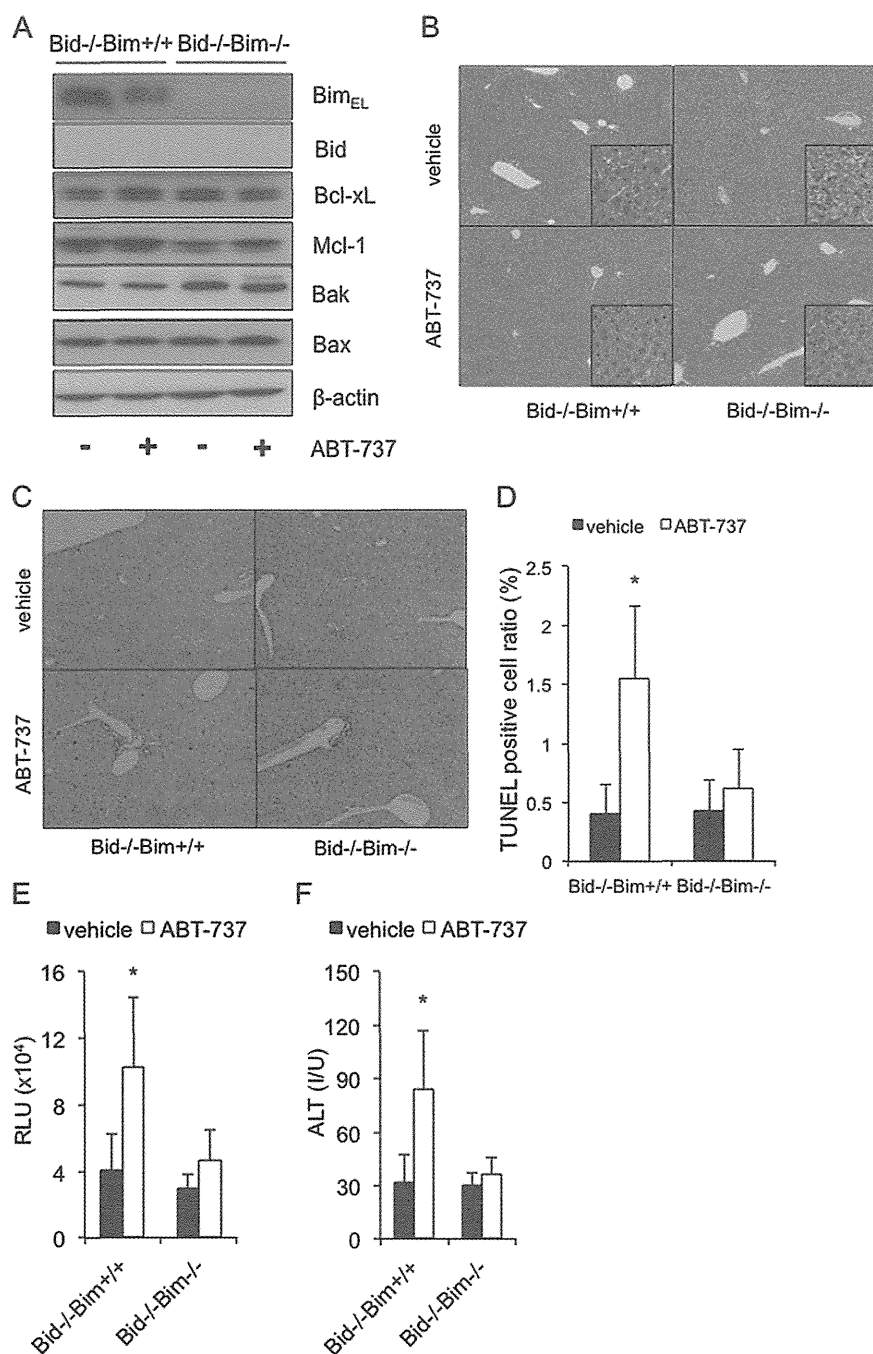 A
Bid-/-Bim+/+ Bid-/-Bim-/-
BimEL
Bid
Bcl-xL
Mcl-1
Bak
Bax
β-actin
- + - + ABT-737
B
vehicle
ABT-737
Bid-/-Bim+/+ Bid-/-Bim-/-
C
vehicle
ABT-737
Bid-/-Bim+/+ Bid-/-Bim-/-
D
vehicle ABT-737
TUNEL positive cell ratio (%)
2.5
2
1.5
1
0.5
0
*
Bid-/-Bim+/+ Bid-/-Bim-/-
E
vehicle ABT-737
RLU (x10⁴)
16
12
8
4
0
*
Bid-/-Bim+/+
Bid-/-Bim-/-
F
vehicle ABT-737
ALT (I/U)
150
120
90
60
30
0
*
Bid-/-Bim+/+
Bid-/-Bim-/-